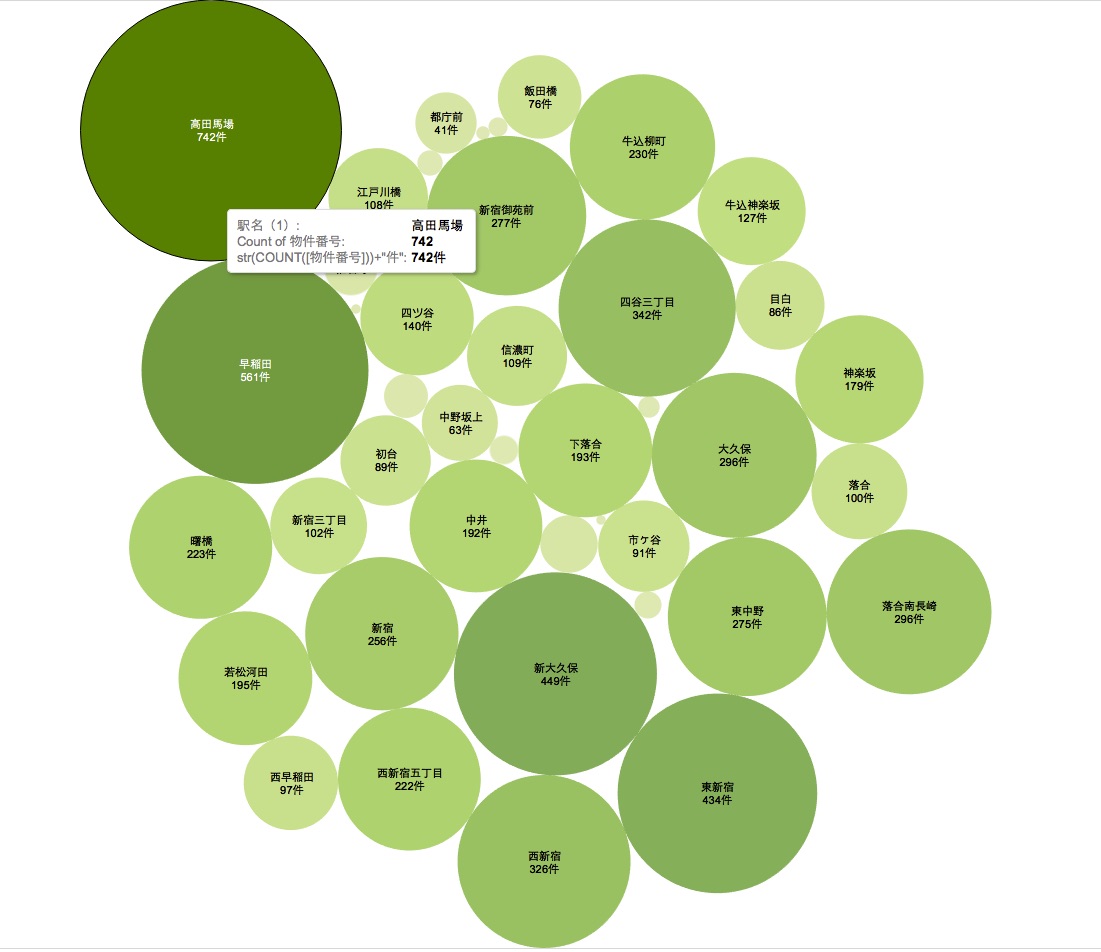 高田馬場
742件
飯田橋
76件
都庁前
41件
牛込柳町
230件
江戸川橋
108件
新宿御苑前
277件
牛込神楽坂
127件
駅名（1）: 高田馬場
Count of 物件番号: 742
str(COUNT([物件番号]))+"件": 742件
四ツ谷
140件
四谷三丁目
342件
目白
86件
信濃町
109件
早稲田
561件
神楽坂
179件
中野坂上
63件
初台
89件
下落合
193件
大久保
296件
落合
100件
曙橋
223件
新宿三丁目
102件
中井
192件
市ヶ谷
91件
東中野
275件
落合南長崎
296件
新宿
256件
若松河田
195件
新大久保
449件
西早稲田
97件
西新宿五丁目
222件
東新宿
434件
西新宿
326件